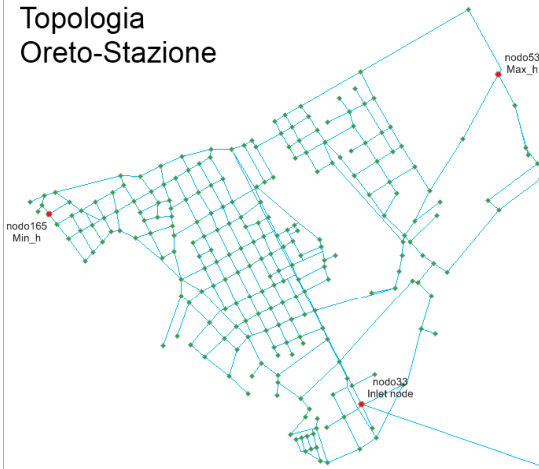 Topologia
Oreto-Stazione
nodo53
Max_h
nodo165
Min_h
nodo33
Inlet node